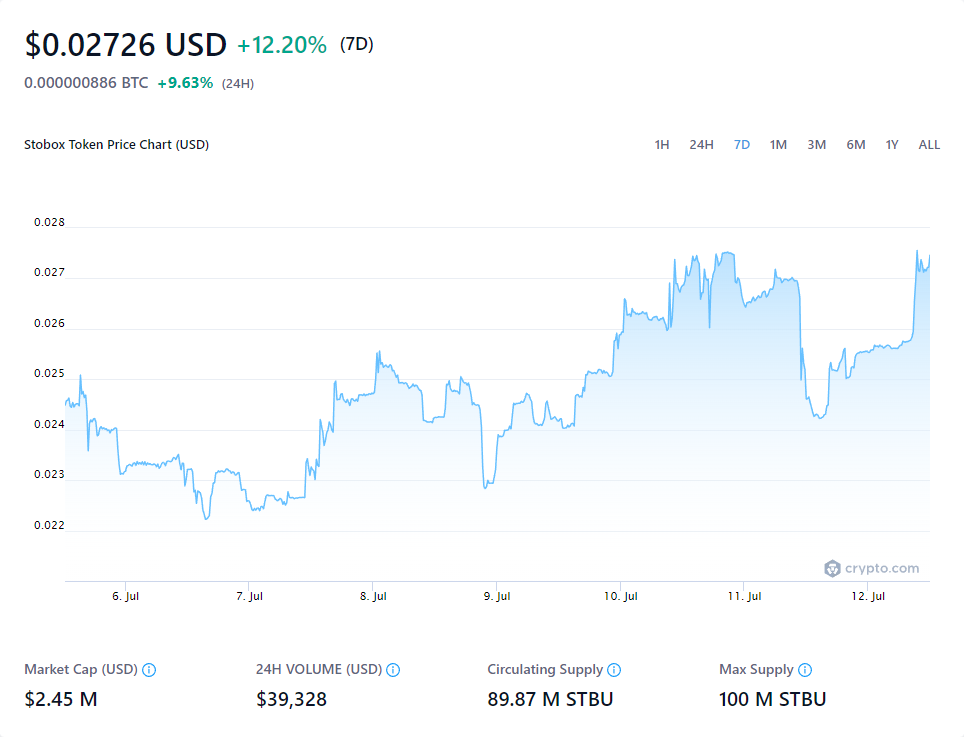 $0.02726 USD +12.20% (7D)
0.000000886 BTC +9.63% (24H)
Stobox Token Price Chart (USD) 1H 24H 7D 1M 3M 6M 1Y ALL
0.028
0.027
0.026
0.025
0.024
0.023
0.022
crypto.com
6. Jul 7. Jul 8. Jul 9. Jul 10. Jul 11. Jul 12. Jul
Market Cap (USD) 24H VOLUME (USD) Circulating Supply Max Supply
$2.45 M $39,328 89.87 M STBU 100 M STBU